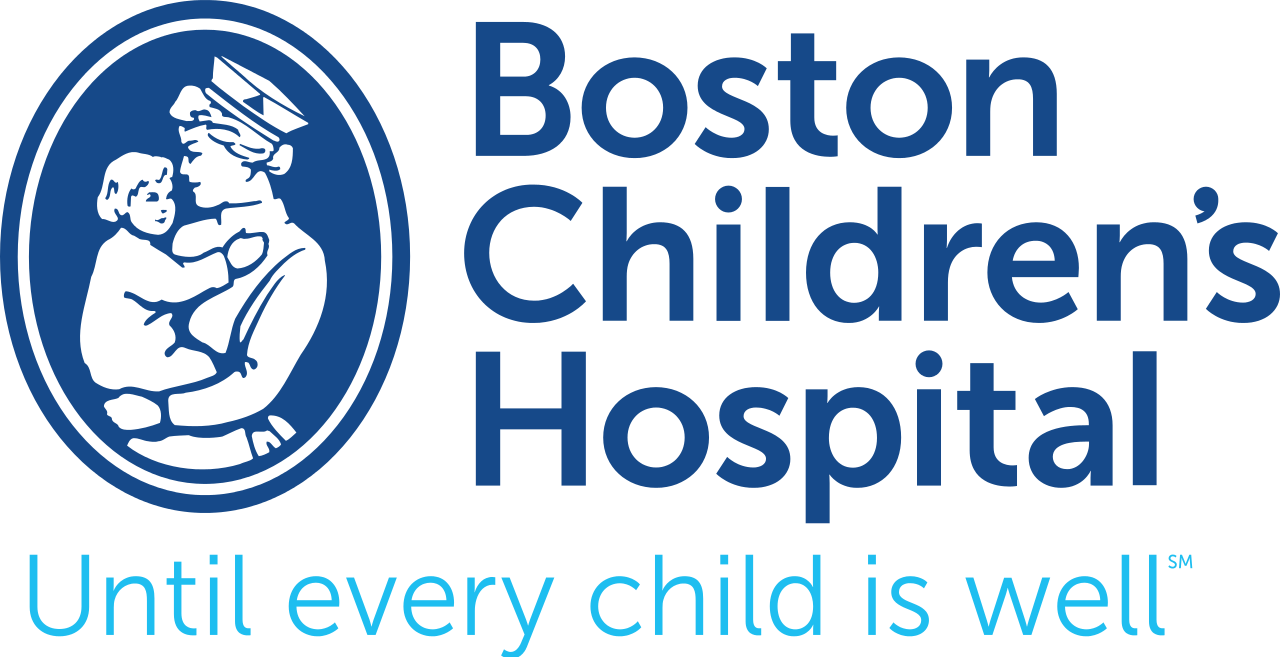 Boston
Children's
Hospital
Until every child is well℠